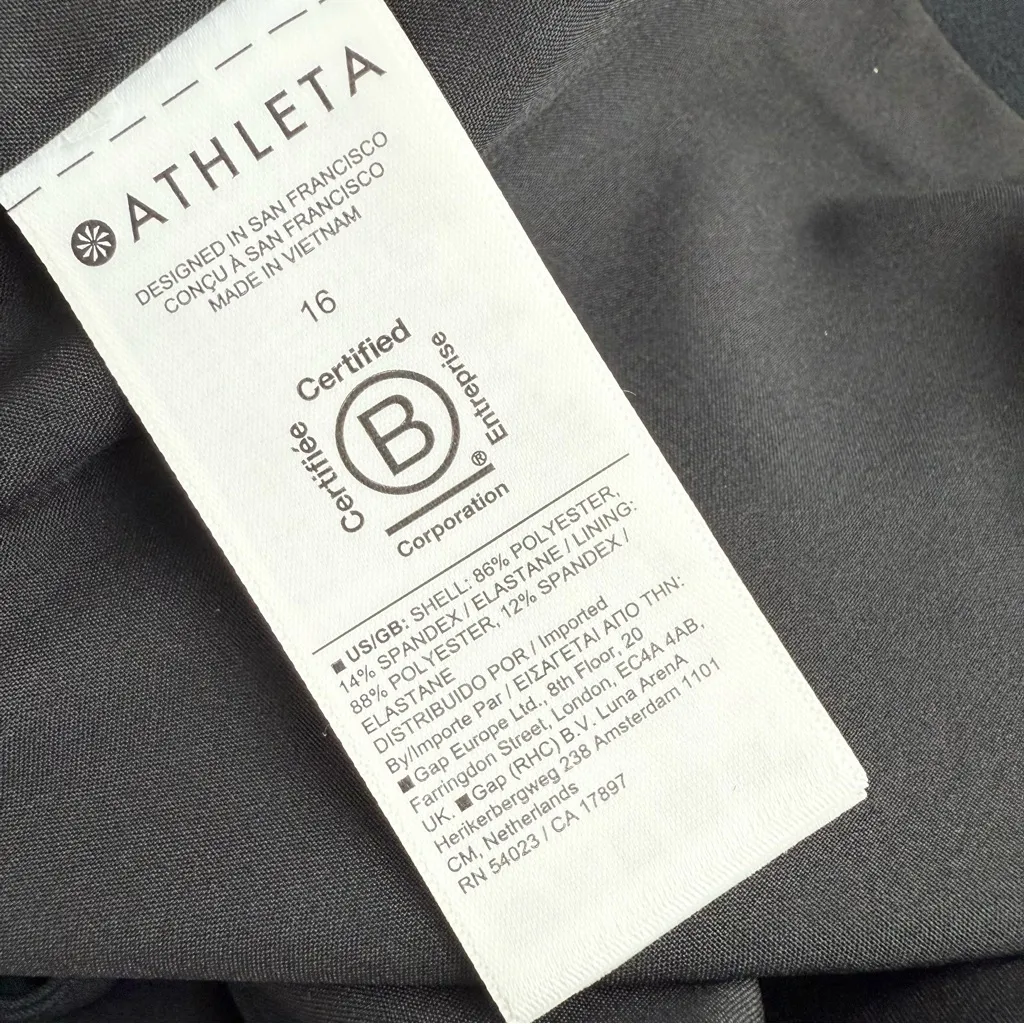 ATHLETA
DESIGNED IN SAN FRANCISCO
CONÇU À SAN FRANCISCO
MADE IN VIETNAM
16
Certified
Certifiée
B
Entreprise
®
Corporation
■ US/GB: SHELL: 86% POLYESTER,
14% SPANDEX / ELASTANE / LINING:
88% POLYESTER, 12% SPANDEX /
ELASTANE
DISTRIBUIDO POR / Imported
By/Importe Par / ΕΙΣΑΓΕΤΑΙ ΑΠΟ ΤΗΝ:
■Gap Europe Ltd., 8th Floor, 20
Farringdon Street, London, EC4A 4AB,
UK. ■Gap (RHC) B.V. Luna ArenA
Herikerbergweg 238 Amsterdam 1101
CM, Netherlands
RN 54023 / CA 17897